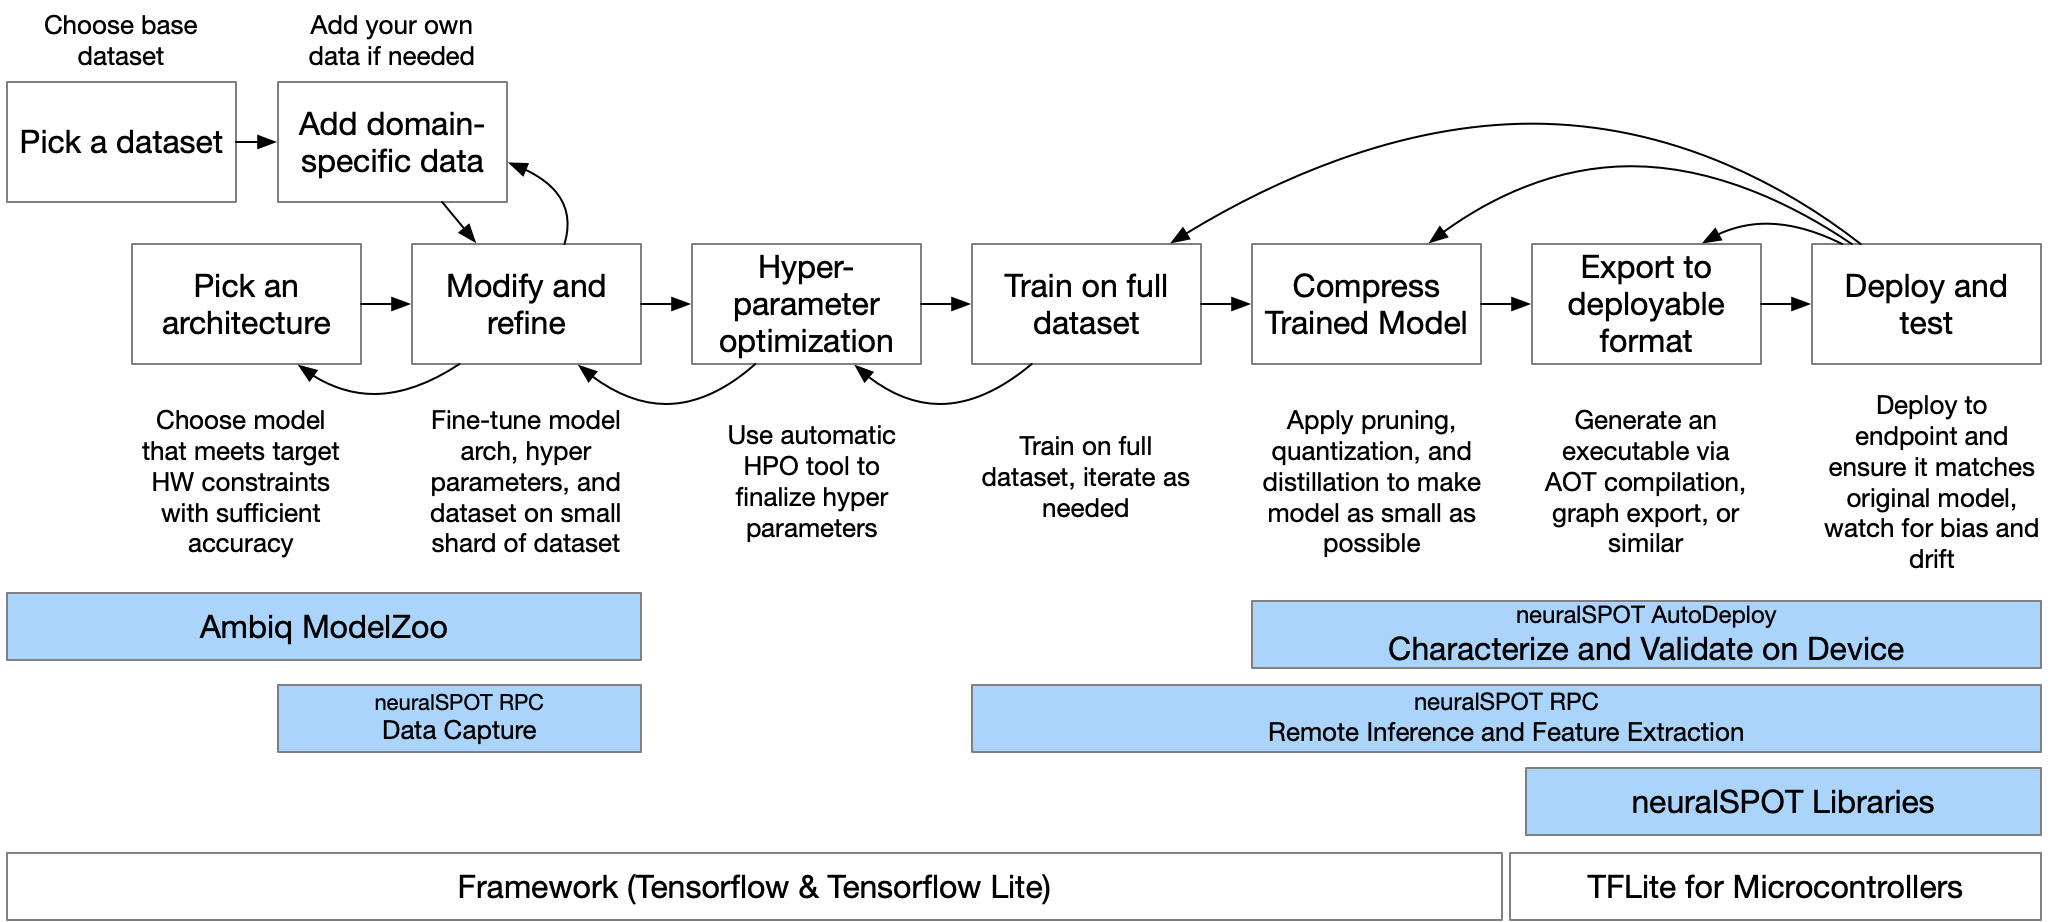 Choose base
dataset
Add your own
data if needed
Pick a dataset
Add domain-
specific data
Pick an
architecture
Modify and
refine
Hyper-
parameter
optimization
Train on full
dataset
Compress
Trained Model
Export to
deployable
format
Deploy and
test
Choose model
that meets target
HW constraints
with sufficient
accuracy
Fine-tune model
arch, hyper
parameters, and
dataset on small
shard of dataset
Use automatic
HPO tool to
finalize hyper
parameters
Train on full
dataset, iterate as
needed
Apply pruning,
quantization, and
distillation to make
model as small as
possible
Generate an
executable via
AOT compilation,
graph export, or
similar
Deploy to
endpoint and
ensure it matches
original model,
watch for bias and
drift
Ambiq ModelZoo
neuralSPOT AutoDeploy
Characterize and Validate on Device
neuralSPOT RPC
Data Capture
neuralSPOT RPC
Remote Inference and Feature Extraction
neuralSPOT Libraries
Framework (Tensorflow & Tensorflow Lite)
TFLite for Microcontrollers